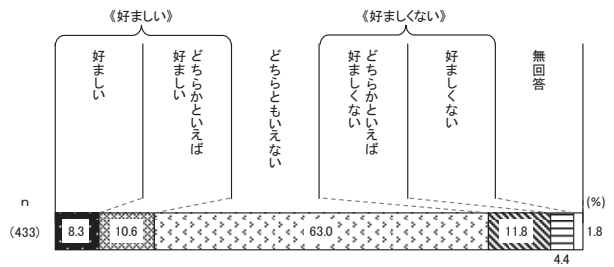 《好ましい》
《好ましくない》
好ましい
どちらかといえば
好ましい
どちらともいえない
どちらかといえば
好ましくない
好ましくない
無回答
n
(%)
(433)
8.3
10.6
63.0
11.8
1.8
4.4